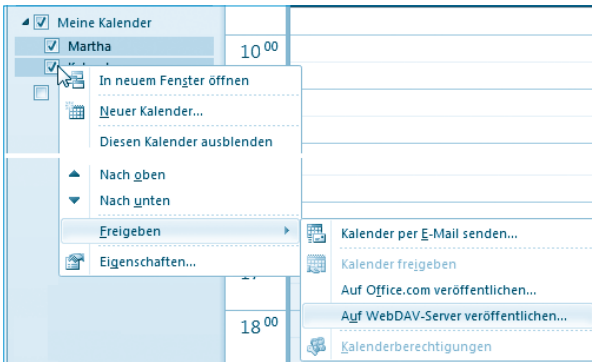 Meine Kalender
Martha
10 00
In neuem Fenster öffnen
Neuer Kalender...
Diesen Kalender ausblenden
Nach oben
Nach unten
Freigeben
Eigenschaften...
Kalender per E-Mail senden...
Kalender freigeben
Auf Office.com veröffentlichen...
Auf WebDAV-Server veröffentlichen...
Kalenderberechtigungen
18 00